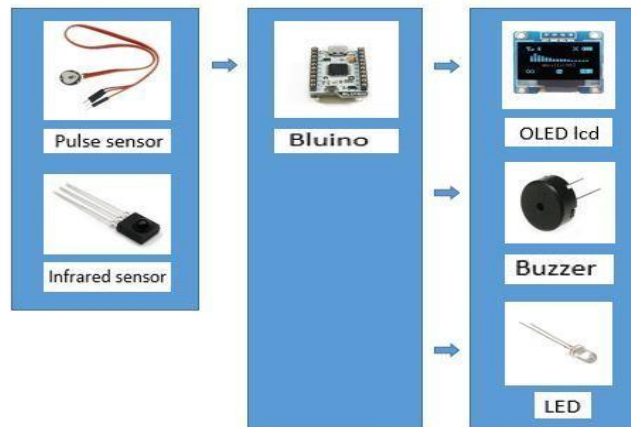 Pulse sensor
Infrared sensor
Bluino
OLED lcd
Buzzer
LED